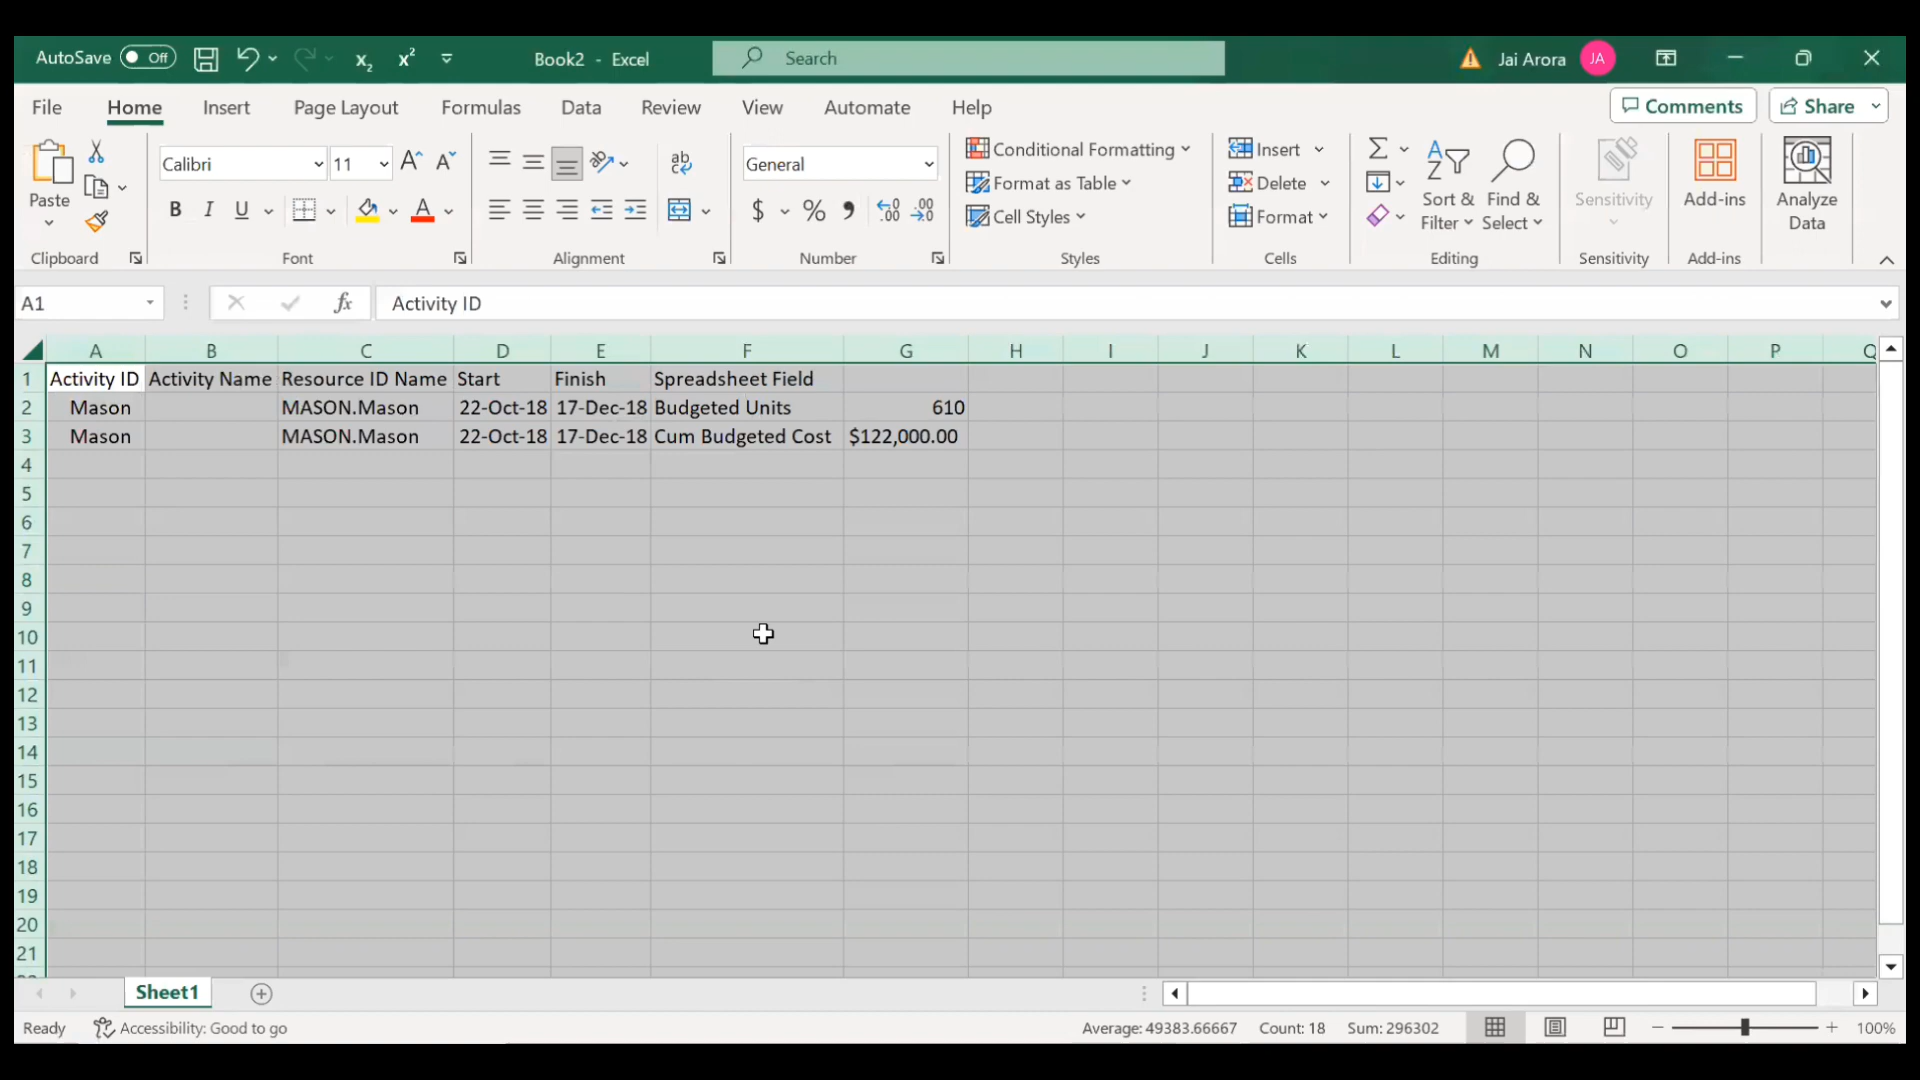 AutoSave Off x₂ x² Book2 - Excel Search Jai Arora JA
File Home Insert Page Layout Formulas Data Review View Automate Help Comments Share
Paste Calibri 11 A A ab General Conditional Formatting Insert Σ
Format as Table Delete Sort & Filter Find & Select Sensitivity Add-ins Analyze Data
B I U A $ % Cell Styles Format
Clipboard Font Alignment Number Styles Cells Editing Sensitivity Add-ins
A1 fx Activity ID
A B C D E F G H I J K L M N O P Q
1 Activity ID Activity Name Resource ID Name Start Finish Spreadsheet Field
2 Mason MASON.Mason 22-Oct-18 17-Dec-18 Budgeted Units 610
3 Mason MASON.Mason 22-Oct-18 17-Dec-18 Cum Budgeted Cost $122,000.00
4
5
6
7
8
9
10
11
12
13
14
15
16
17
18
19
20
21
Sheet1
Ready Accessibility: Good to go Average: 49383.66667 Count: 18 Sum: 296302 100%